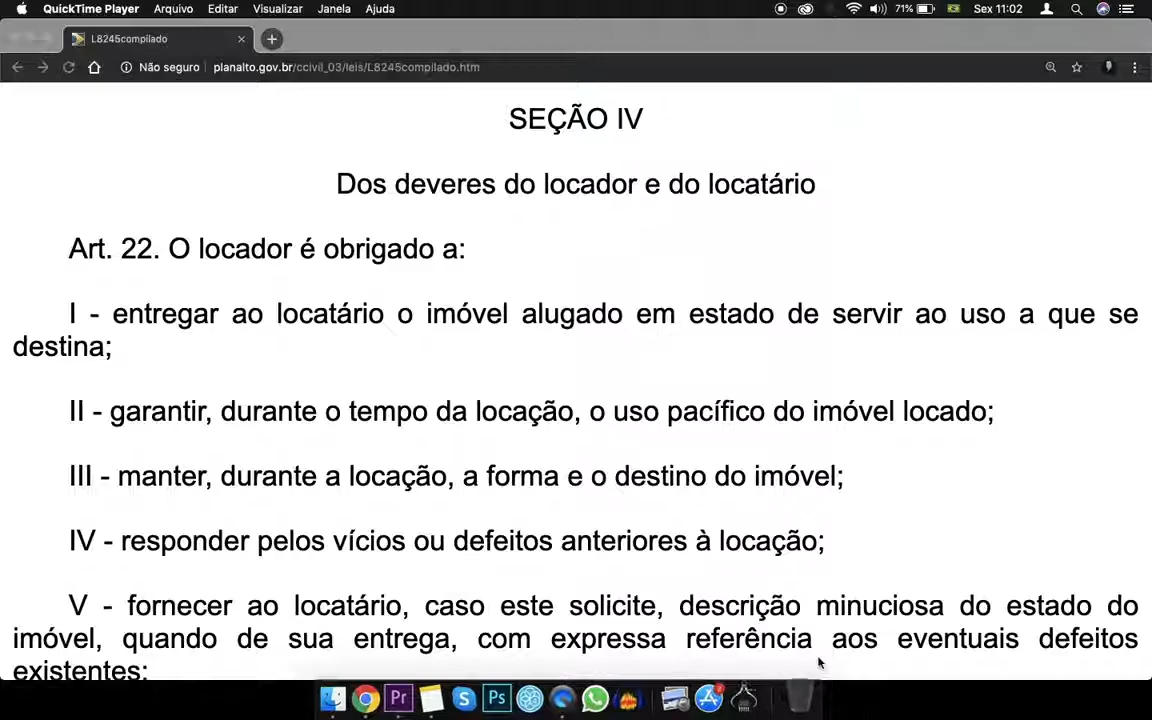 QuickTime Player Arquivo Editar Visualizar Janela Ajuda 71% Sex 11:02
L8245compilado
Não seguro planalto.gov.br/ccivil_03/leis/L8245compilado.htm
SEÇÃO IV
Dos deveres do locador e do locatário
Art. 22. O locador é obrigado a:
I - entregar ao locatário o imóvel alugado em estado de servir ao uso a que se
destina;
II - garantir, durante o tempo da locação, o uso pacífico do imóvel locado;
III - manter, durante a locação, a forma e o destino do imóvel;
IV - responder pelos vícios ou defeitos anteriores à locação;
V - fornecer ao locatário, caso este solicite, descrição minuciosa do estado do
imóvel, quando de sua entrega, com expressa referência aos eventuais defeitos
existentes;
Pr S Ps